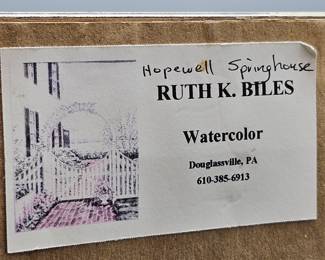 Hopewell Springhouse
RUTH K. BILES
Watercolor
Douglassville, PA
610-385-6913